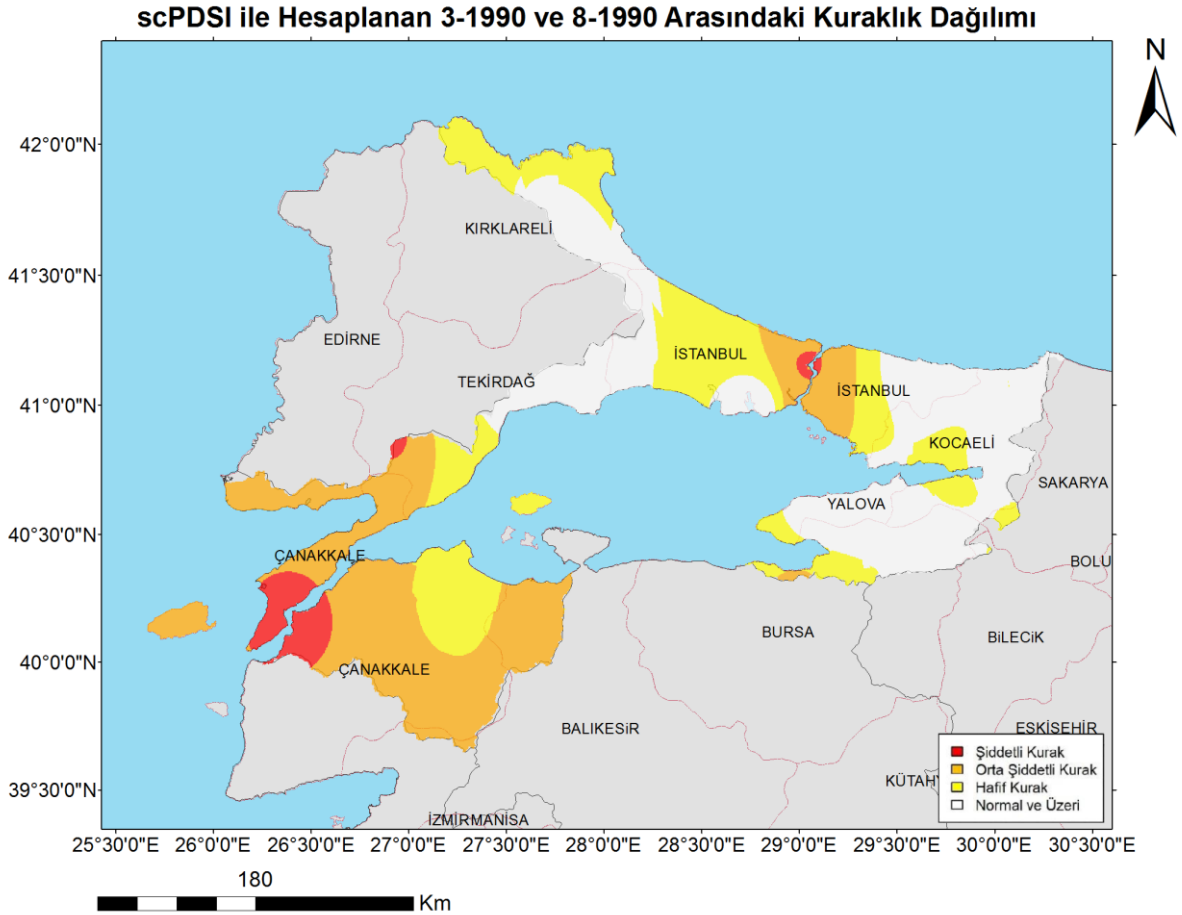 scPDSI ile Hesaplanan 3-1990 ve 8-1990 Arasındaki Kuraklık Dağılımı
N
42°0'0"N
KIRKLARELİ
41°30'0"N
EDİRNE
İSTANBUL
TEKİRDAĞ
İSTANBUL
41°0'0"N
KOCAELİ
SAKARYA
YALOVA
40°30'0"N
ÇANAKKALE
BOLU
BURSA
BİLECİK
40°0'0"N
ÇANAKKALE
BALIKESİR
ESKİSEHİR
Şiddetli Kurak
Orta Şiddetli Kurak
KÜTAHY
Hafif Kurak
39°30'0"N
Normal ve Üzeri
İZMİRMANİSA
25°30'0"E 26°0'0"E 26°30'0"E 27°0'0"E 27°30'0"E 28°0'0"E 28°30'0"E 29°0'0"E 29°30'0"E 30°0'0"E 30°30'0"E
180
Km